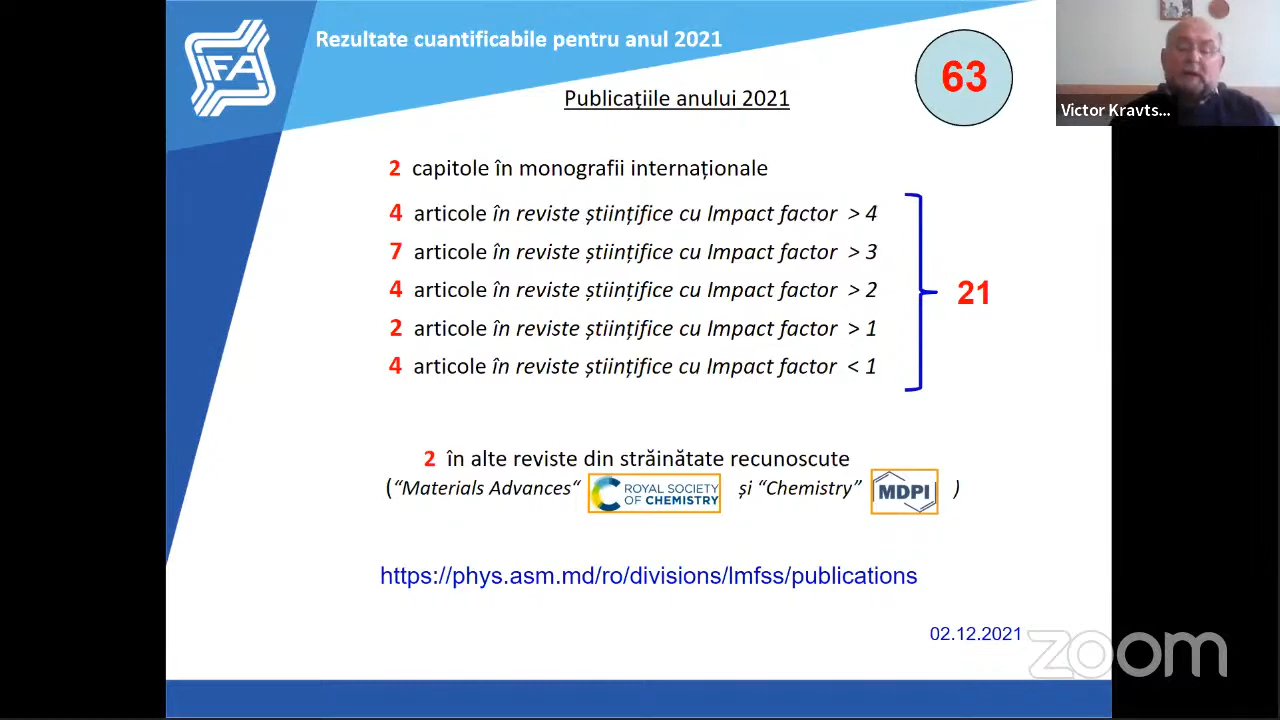 IFA
Rezultate cuantificabile pentru anul 2021
63
Publicațiile anului 2021
Victor Kravts...
2 capitole în monografii internaționale
4 articole în reviste științifice cu Impact factor > 4
7 articole în reviste științifice cu Impact factor > 3
4 articole în reviste științifice cu Impact factor > 2
2 articole în reviste științifice cu Impact factor > 1
4 articole în reviste științifice cu Impact factor < 1
21
2 în alte reviste din străinătate recunoscute
(“Materials Advances“ ROYAL SOCIETY OF CHEMISTRY și “Chemistry” MDPI )
https://phys.asm.md/ro/divisions/lmfss/publications
02.12.2021
zoom